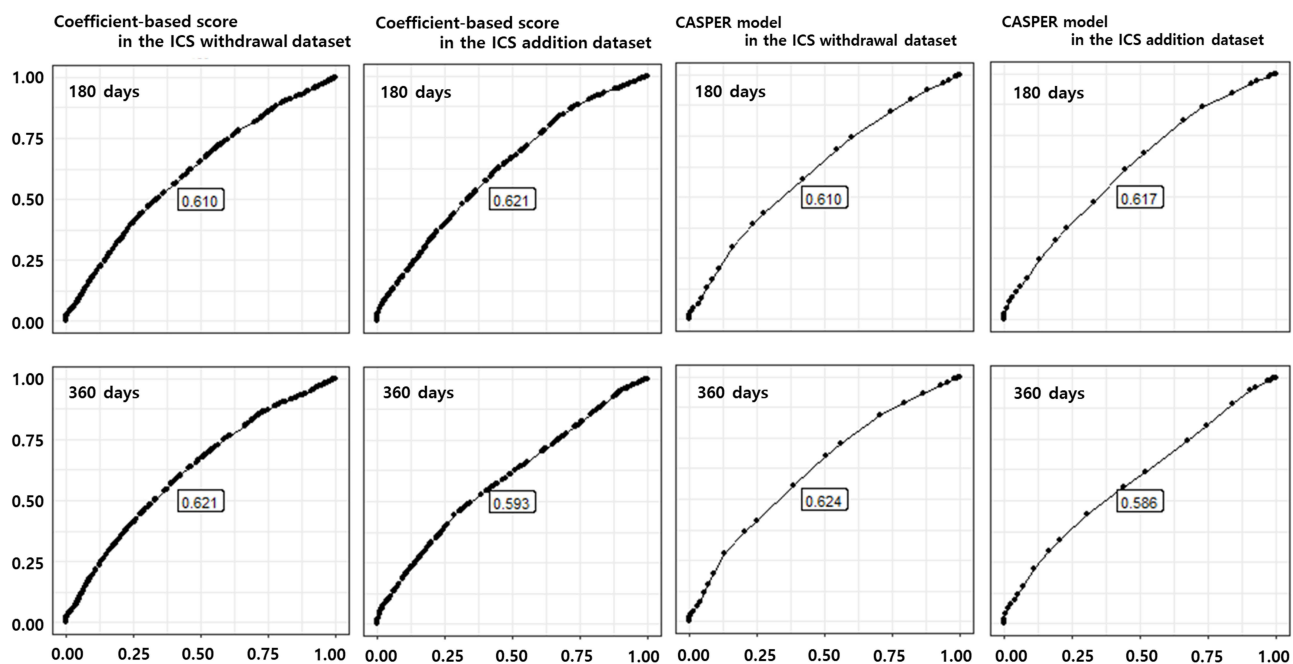 Coefficient-based score
in the ICS withdrawal dataset
Coefficient-based score
in the ICS addition dataset
CASPER model
in the ICS withdrawal dataset
CASPER model
in the ICS addition dataset
1.00
0.75
0.50
0.25
0.00
180 days
0.610
180 days
0.621
180 days
0.610
180 days
0.617
1.00
0.75
0.50
0.25
0.00
360 days
0.621
360 days
0.593
360 days
0.624
360 days
0.586
0.00 0.25 0.50 0.75 1.00
0.00 0.25 0.50 0.75 1.00
0.00 0.25 0.50 0.75 1.00
0.00 0.25 0.50 0.75 1.00